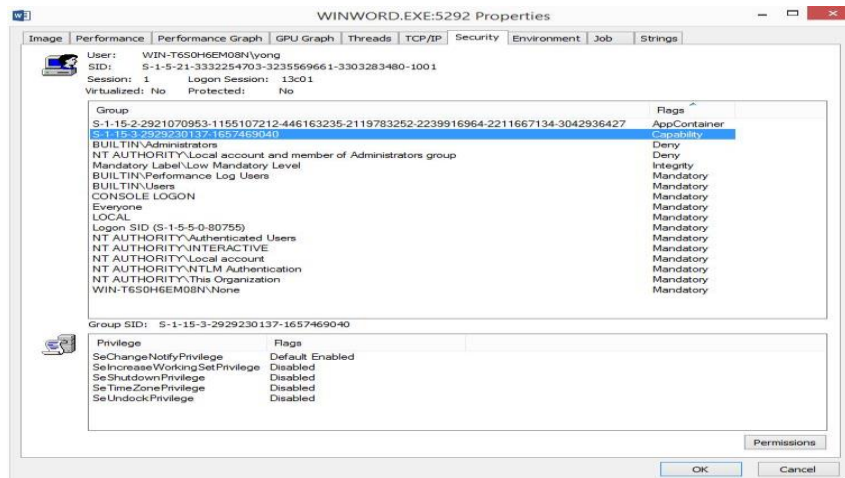 WINWORD.EXE:5292 Properties
Image Performance Performance Graph GPU Graph Threads TCP/IP Security Environment Job Strings
User: WIN-T6S0H6EM08N\yong
SID: S-1-5-21-3332254703-3235569661-3303283480-1001
Session: 1 Logon Session: 13c01
Virtualized: No Protected: No
Group Flags
S-1-15-2-2921070953-1155107212-446163235-2119783252-2239916964-2211667134-3042936427 AppContainer
S-1-15-3-2929230137-1657469040 Capability
BUILTIN\Administrators Deny
NT AUTHORITY\Local account and member of Administrators group Deny
Mandatory Label\Low Mandatory Level Integrity
BUILTIN\Performance Log Users Mandatory
BUILTIN\Users Mandatory
CONSOLE LOGON Mandatory
Everyone Mandatory
LOCAL Mandatory
Logon SID (S-1-5-5-0-80755) Mandatory
NT AUTHORITY\Authenticated Users Mandatory
NT AUTHORITY\INTERACTIVE Mandatory
NT AUTHORITY\Local account Mandatory
NT AUTHORITY\NTLM Authentication Mandatory
NT AUTHORITY\This Organization Mandatory
WIN-T6S0H6EM08N\None Mandatory
Group SID: S-1-15-3-2929230137-1657469040
Privilege Flags
SeChangeNotifyPrivilege Default Enabled
SeIncreaseWorkingSetPrivilege Disabled
SeShutdownPrivilege Disabled
SeTimeZonePrivilege Disabled
SeUndockPrivilege Disabled
Permissions
OK Cancel